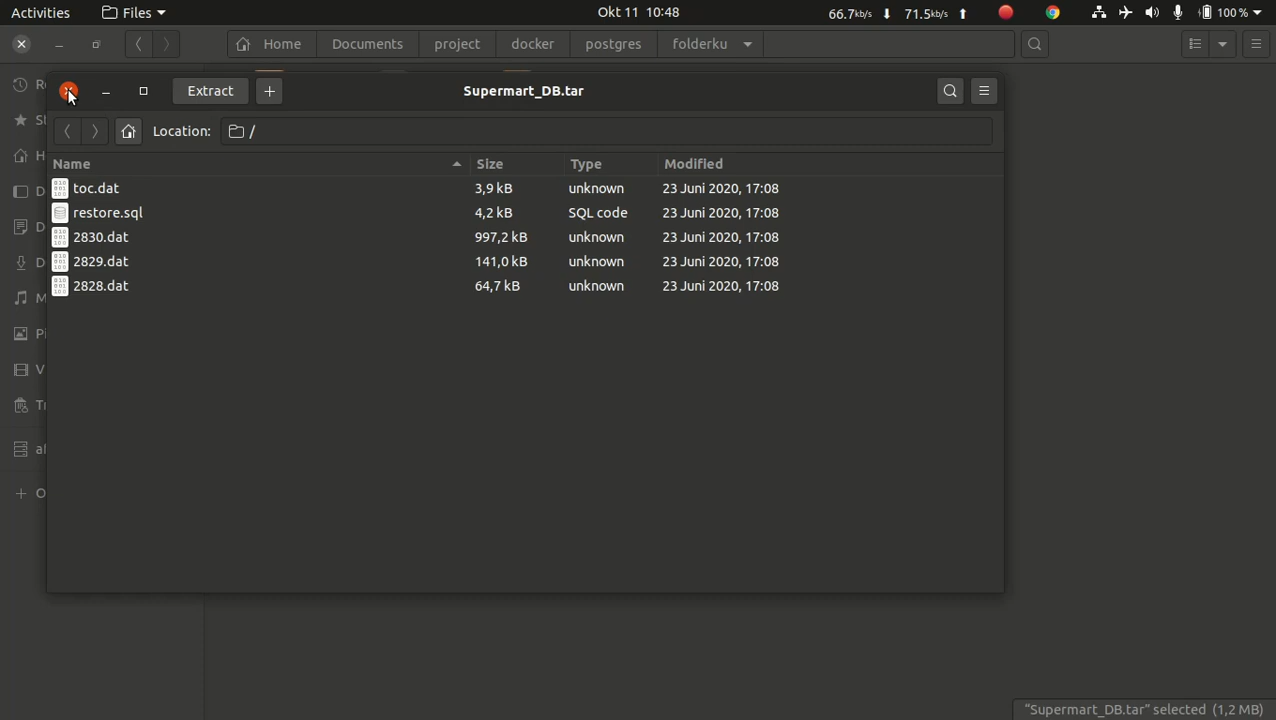 Activities Files Okt 11 10:48 66.7kb/s 71.5kb/s 100 %
Home Documents project docker postgres folderku
Extract + Supermart_DB.tar
Location: /
Name Size Type Modified
toc.dat 3,9 kB unknown 23 Juni 2020, 17:08
restore.sql 4,2 kB SQL code 23 Juni 2020, 17:08
2830.dat 997,2 kB unknown 23 Juni 2020, 17:08
2829.dat 141,0 kB unknown 23 Juni 2020, 17:08
2828.dat 64,7 kB unknown 23 Juni 2020, 17:08
"Supermart_DB.tar" selected (1,2 MB)